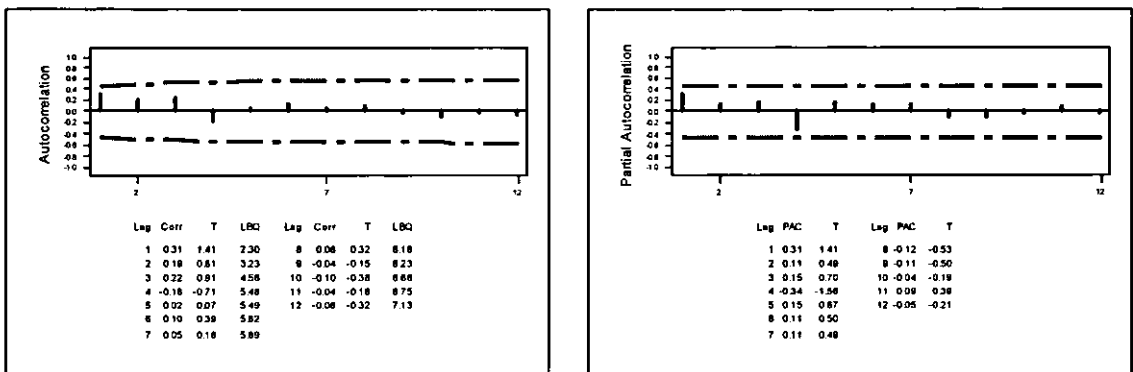 Autocorrelation
1.0
0.8
0.6
0.4
0.2
0.0
-0.2
-0.4
-0.6
-0.8
-1.0
2 7 12
Lag Corr T LBQ Lag Corr T LBQ
1 0.31 1.41 2.30 8 0.08 0.32 6.18
2 0.19 0.81 3.23 9 -0.04 -0.15 6.23
3 0.22 0.91 4.56 10 -0.10 -0.38 6.66
4 -0.18 -0.71 5.48 11 -0.04 -0.16 6.75
5 0.02 0.07 5.49 12 -0.08 -0.32 7.13
6 0.10 0.39 5.82
7 0.05 0.18 5.89
Partial Autocorrelation
1.0
0.8
0.6
0.4
0.2
0.0
-0.2
-0.4
-0.6
-0.8
-1.0
2 7 12
Lag PAC T Lag PAC T
1 0.31 1.41 8 -0.12 -0.53
2 0.11 0.49 9 -0.11 -0.50
3 0.15 0.70 10 -0.04 -0.19
4 -0.34 -1.56 11 0.09 0.39
5 0.15 0.67 12 -0.05 -0.21
6 0.11 0.50
7 0.11 0.49